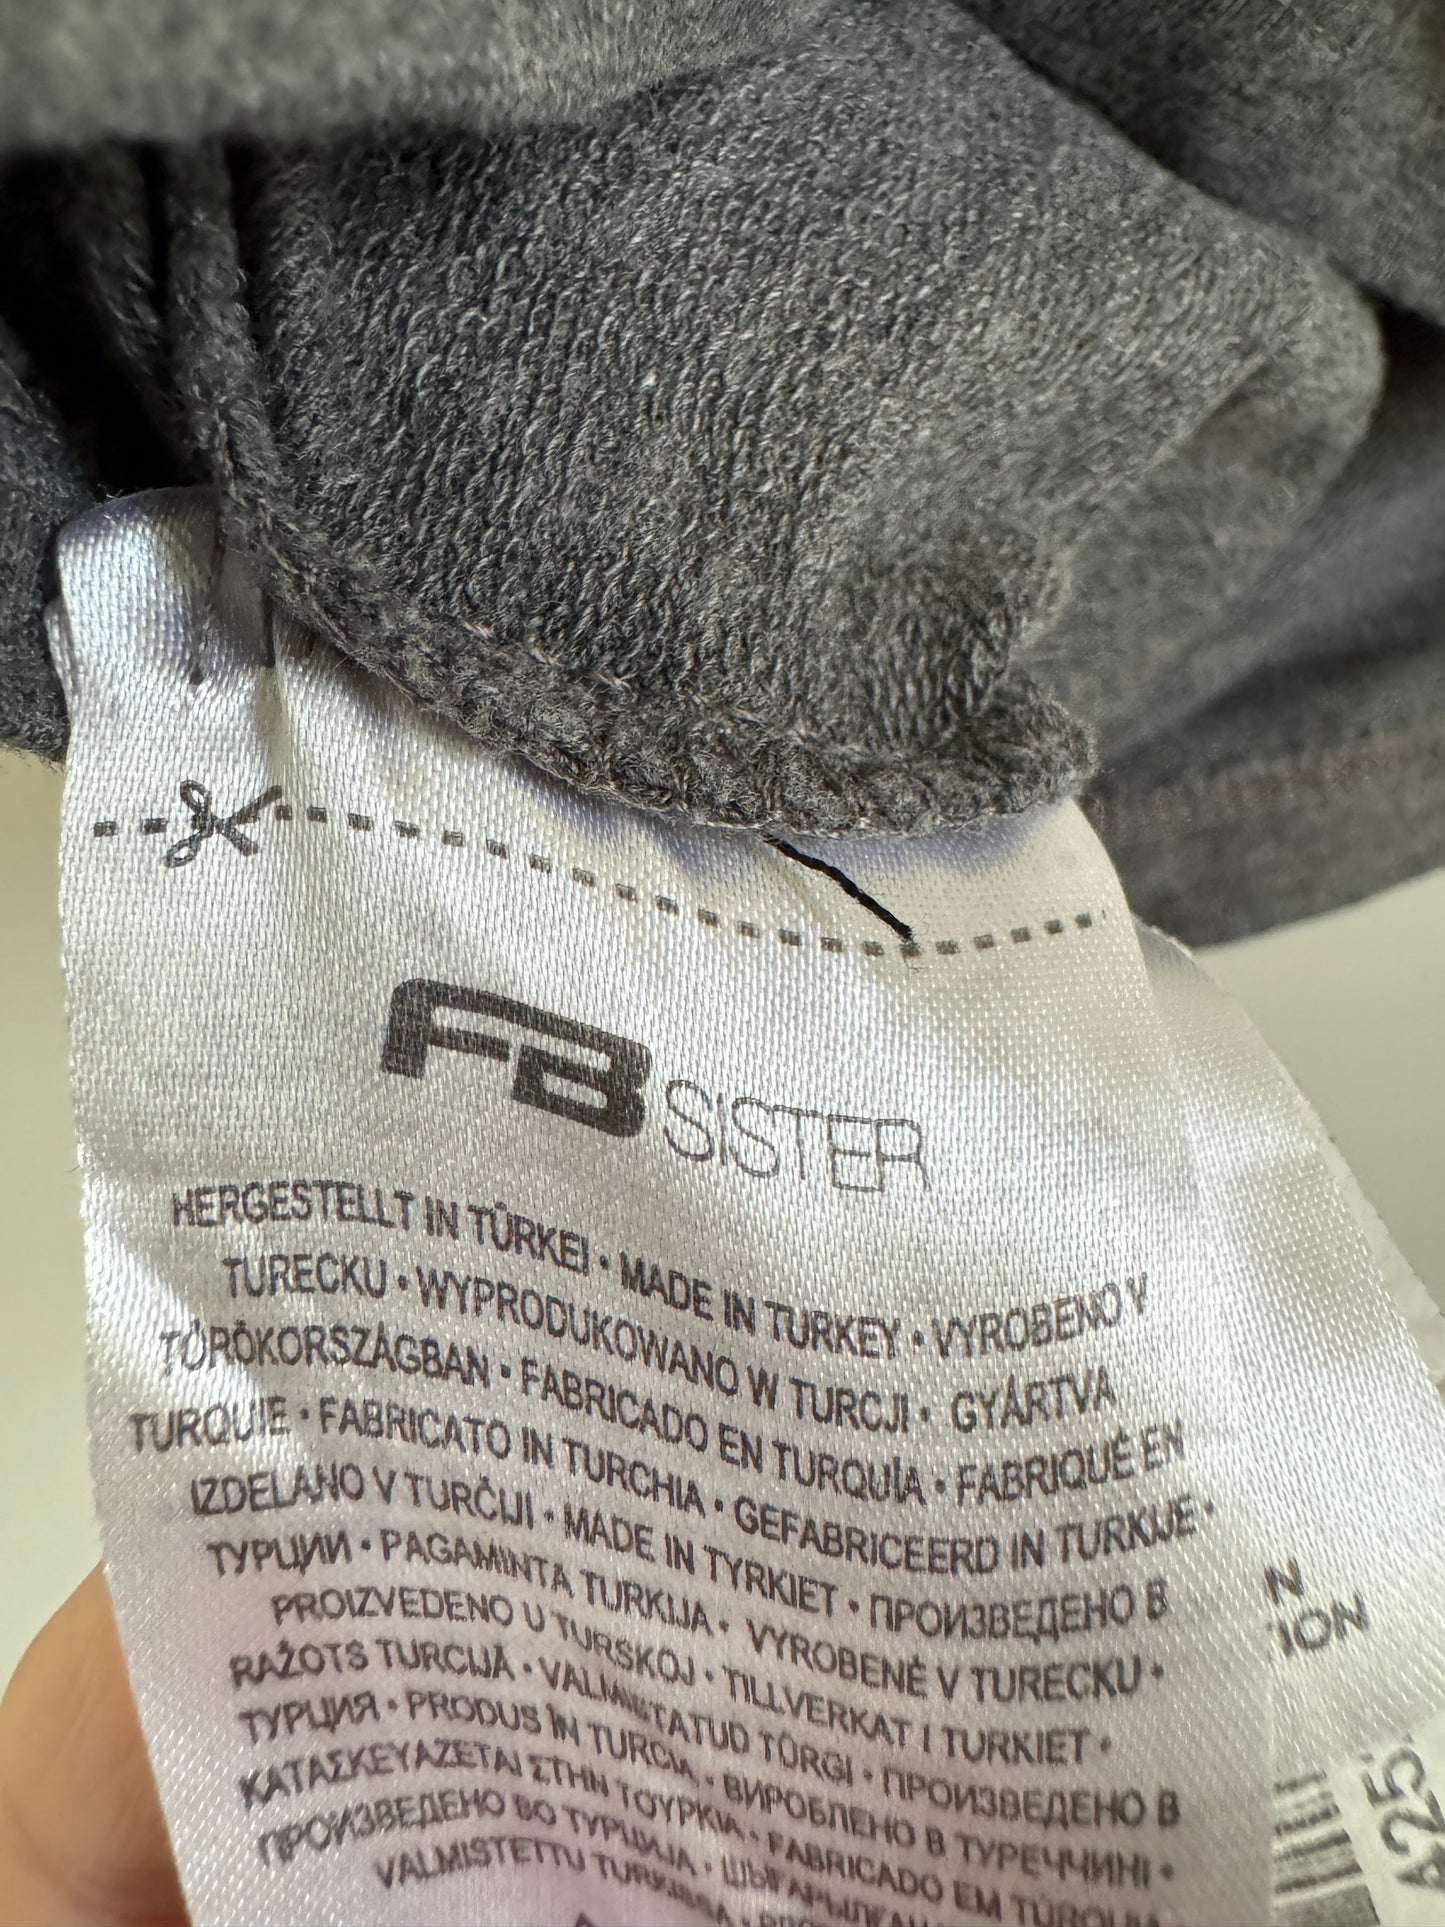 FB SISTER
HERGESTELLT IN TÜRKEI • MADE IN TURKEY • VYROBENO V
TURECKU • WYPRODUKOWANO W TURCJI • GYÁRTVA
TÖRÖKORSZÁGBAN • FABRICADO EN TURQUÍA • FABRIQUÉ EN
TURQUIE • FABRICATO IN TURCHIA • GEFABRICEERD IN TURKIJE •
IZDELANO V TURČIJI • MADE IN TYRKIET • ПРОИЗВЕДЕНО В
ТУРЦИИ • PAGAMINTA TURKIJA • VYROBENÉ V TURECKU •
PROIZVEDENO U TURSKOJ • TILLVERKAT I TURKIET •
RAŽOTS TURCIJĀ • VALMISTATUD TÜRGI • ПРОИЗВЕДЕНО В
ТУРЦИЯ • PRODUS ÎN TURCIA • ВИРОБЛЕНО В ТУРЕЧЧИНІ •
ΚΑΤΑΣΚΕΥΑΖΕΤΑΙ ΣΤΗΝ ΤΟΥΡΚΙΑ • FABRICADO EM TURQUIA
ПРОИЗВЕДЕНО ВО ТУРЦИЈА
VALMISTETTU
N
ION
A25